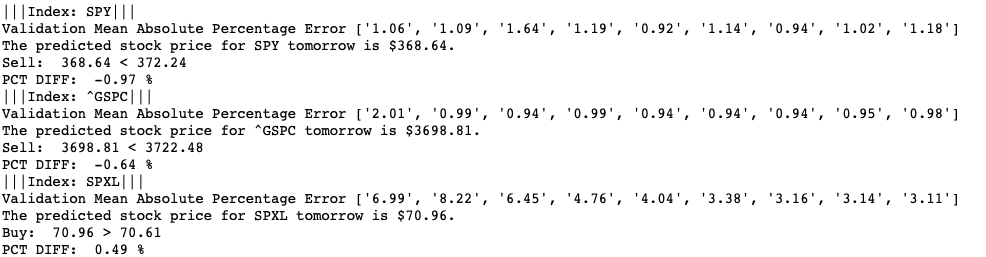 |||Index: SPY|||
Validation Mean Absolute Percentage Error ['1.06', '1.09', '1.64', '1.19', '0.92', '1.14', '0.94', '1.02', '1.18']
The predicted stock price for SPY tomorrow is $368.64.
Sell:  368.64 < 372.24
PCT DIFF:  -0.97 %
|||Index: ^GSPC|||
Validation Mean Absolute Percentage Error ['2.01', '0.99', '0.94', '0.99', '0.94', '0.94', '0.94', '0.95', '0.98']
The predicted stock price for ^GSPC tomorrow is $3698.81.
Sell:  3698.81 < 3722.48
PCT DIFF:  -0.64 %
|||Index: SPXL|||
Validation Mean Absolute Percentage Error ['6.99', '8.22', '6.45', '4.76', '4.04', '3.38', '3.16', '3.14', '3.11']
The predicted stock price for SPXL tomorrow is $70.96.
Buy:  70.96 > 70.61
PCT DIFF:  0.49 %